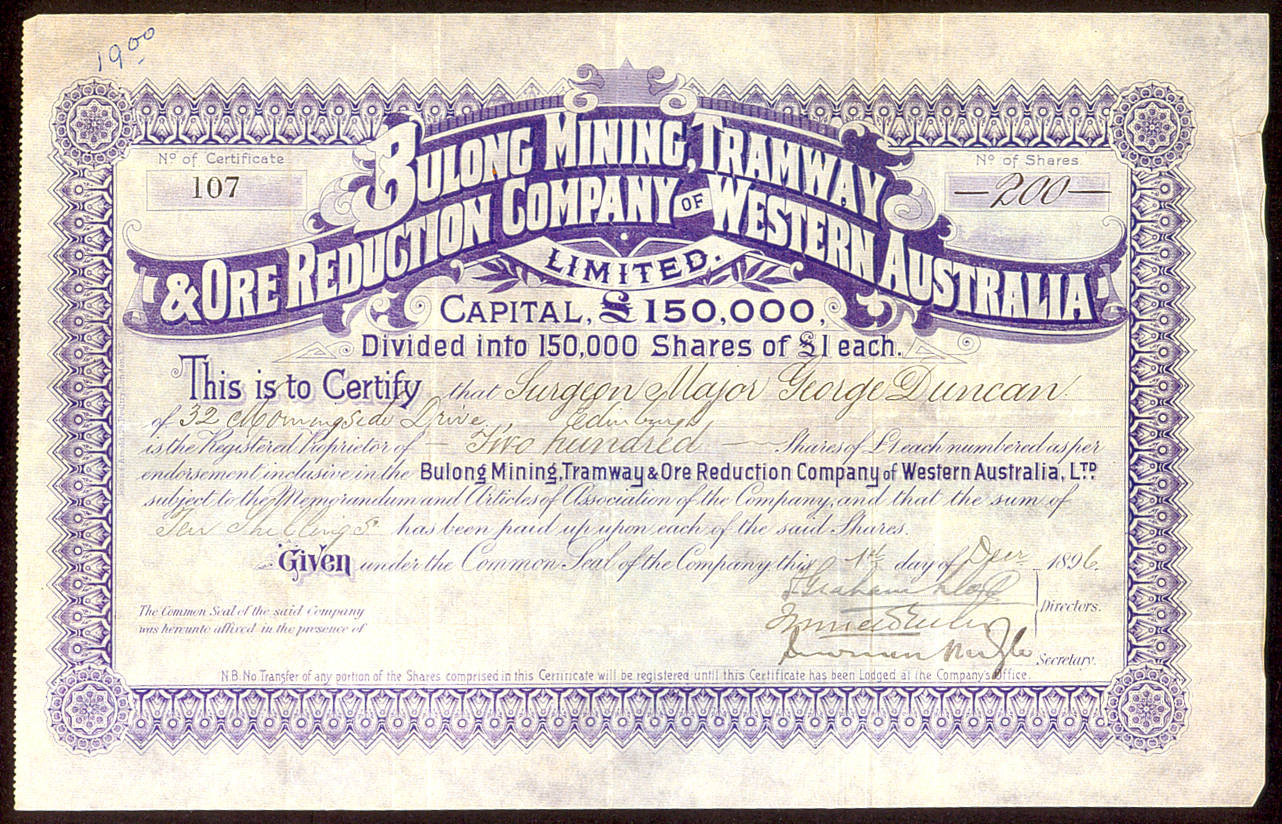 19 00
Nº of Certificate
107
Nº of Shares.
—200—
BULONG MINING, TRAMWAY
& ORE REDUCTION COMPANY OF WESTERN AUSTRALIA
LIMITED.
CAPITAL, £150,000,
Divided into 150,000 Shares of £1 each.
This is to Certify that Surgeon Major George Duncan
of 32 Morningside Drive Edinburgh
is the Registered Proprietor of Two hundred Shares of £1 each numbered as per
endorsement inclusive in the Bulong Mining, Tramway & Ore Reduction Company of Western Australia, LTD
subject to the Memorandum and Articles of Association of the Company, and that the sum of
Ten Shillings has been paid up upon each of the said Shares.
Given under the Common Seal of the Company this 1st day of Decr 1896.
Directors.
The Common Seal of the said Company
was hereunto affixed in the presence of
Secretary.
N.B. No Transfer of any portion of the Shares comprised in this Certificate will be registered until this Certificate has been Lodged at the Company's Office.